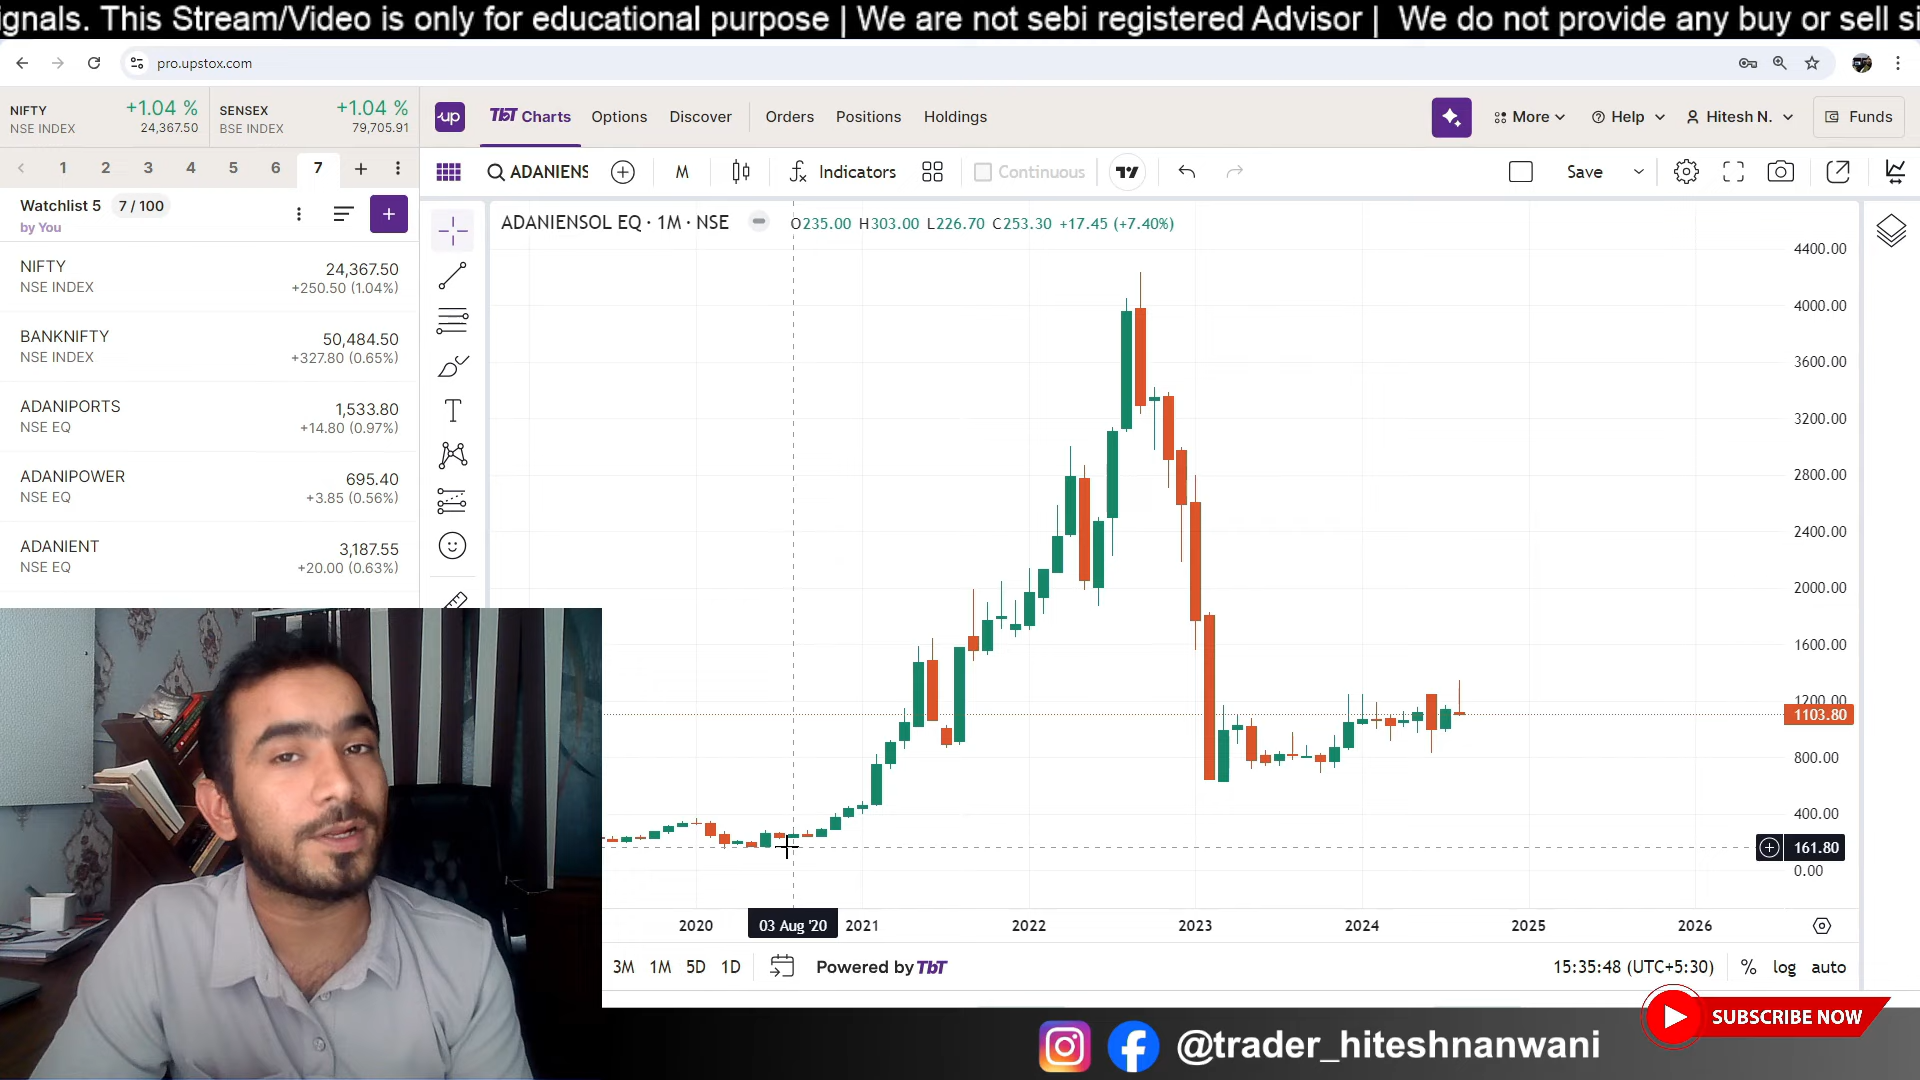 ignals. This Stream/Video is only for educational purpose | We are not sebi registered Advisor |  We do not provide any buy or sell si
pro.upstox.com
NIFTY +1.04 %
NSE INDEX 24,367.50
SENSEX +1.04 %
BSE INDEX 79,705.91
up
TbT Charts Options Discover Orders Positions Holdings
More Help Hitesh N. Funds
1 2 3 4 5 6 7
ADANIENS M Indicators Continuous Save
Watchlist 5 7 / 100
by You
ADANIENSOL EQ · 1M · NSE O235.00 H303.00 L226.70 C253.30 +17.45 (+7.40%)
NIFTY 24,367.50
NSE INDEX +250.50 (1.04%)
BANKNIFTY 50,484.50
NSE INDEX +327.80 (0.65%)
ADANIPORTS 1,533.80
NSE EQ +14.80 (0.97%)
ADANIPOWER 695.40
NSE EQ +3.85 (0.56%)
ADANIENT 3,187.55
NSE EQ +20.00 (0.63%)
4400.00
4000.00
3600.00
3200.00
2800.00
2400.00
2000.00
1600.00
1200.00
1103.80
800.00
400.00
161.80
0.00
2020 03 Aug '20 2021 2022 2023 2024 2025 2026
3M 1M 5D 1D Powered by TbT 15:35:48 (UTC+5:30) % log auto
SUBSCRIBE NOW
@trader_hiteshnanwani